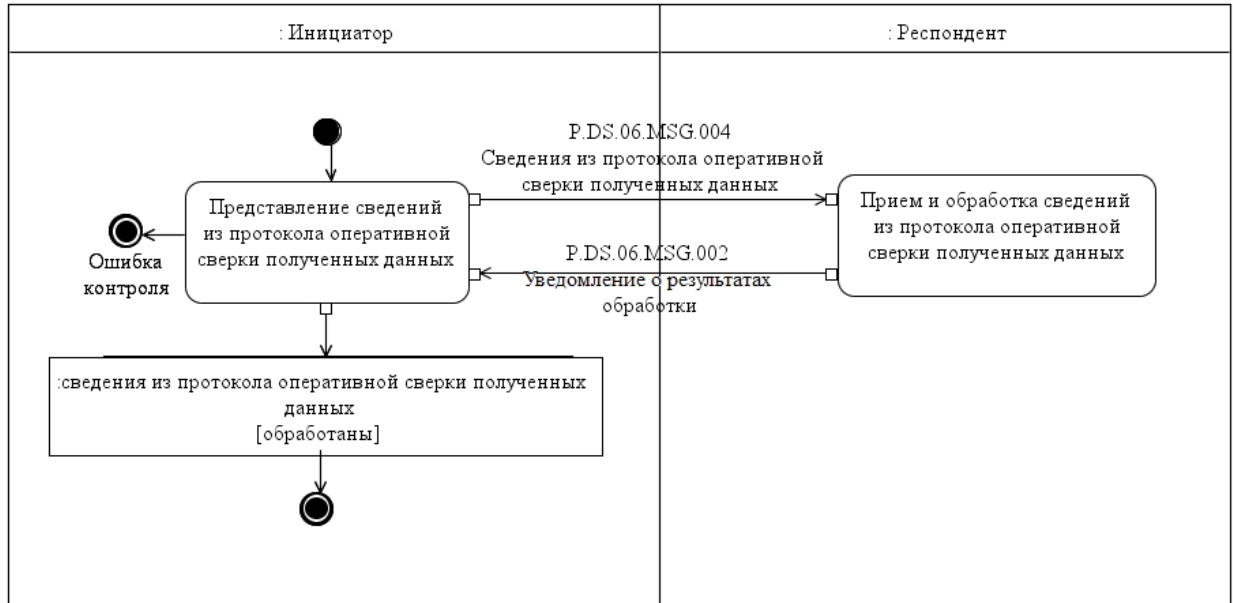 : Инициатор
: Респондент
P.DS.06.MSG.004
Сведения из протокола оперативной
сверки полученных данных
Представление сведений
из протокола оперативной
сверки полученных данных
Прием и обработка сведений
из протокола оперативной
сверки полученных данных
Ошибка
контроля
P.DS.06.MSG.002
Уведомление о результатах
обработки
:сведения из протокола оперативной сверки полученных
данных
[обработаны]